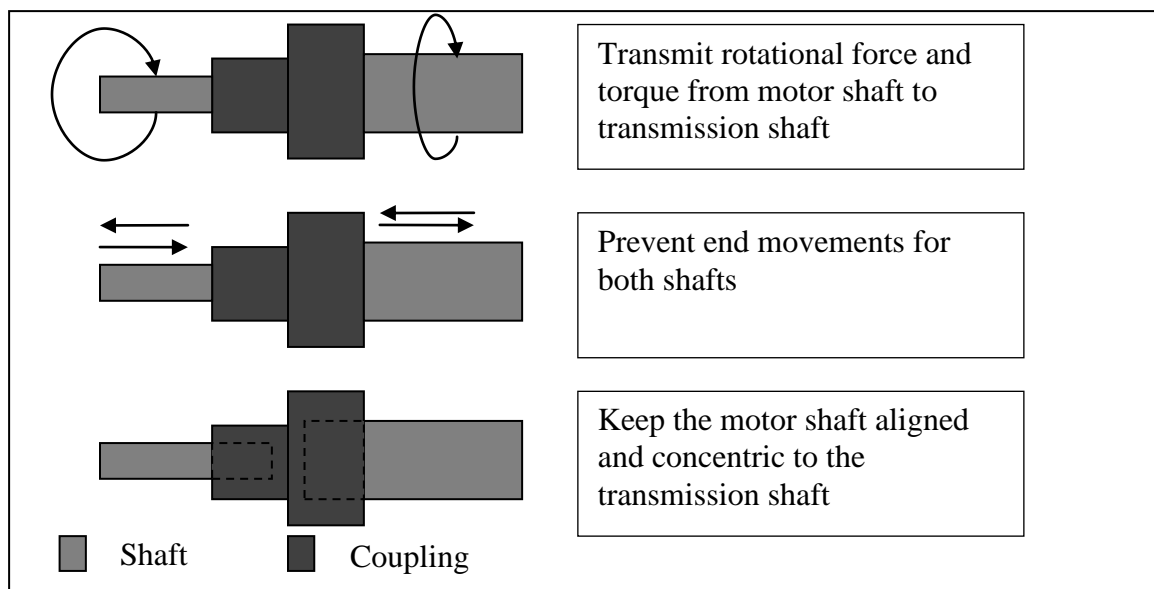 Transmit rotational force and
torque from motor shaft to
transmission shaft
Prevent end movements for
both shafts
Keep the motor shaft aligned
and concentric to the
transmission shaft
Shaft
Coupling